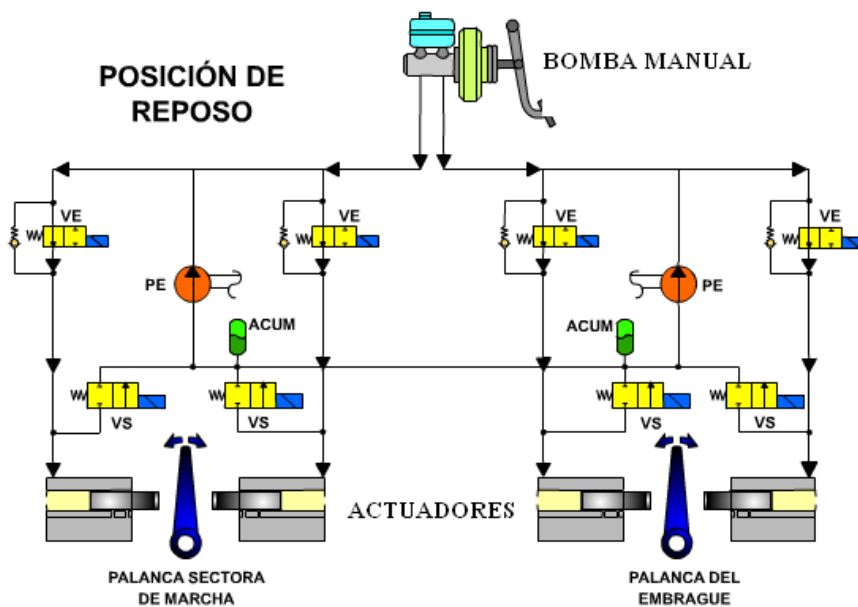 BOMBA MANUAL
POSICIÓN DE
REPOSO
VE
VE
VE
VE
PE
PE
ACUM
ACUM
VS
VS
VS
VS
ACTUADORES
PALANCA SECTORA
DE MARCHA
PALANCA DEL
EMBRAGUE